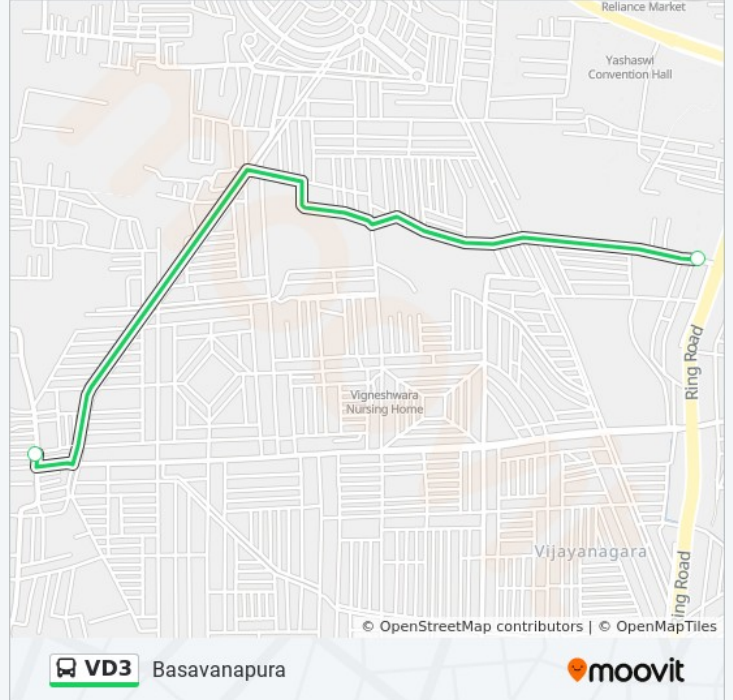 Reliance Market
Yashaswi
Convention Hall
Ring Road
Vigneshwara
Nursing Home
Vijayanagara
Ring Road
© OpenStreetMap contributors | © OpenMapTiles
VD3 Basavanapura
moovit